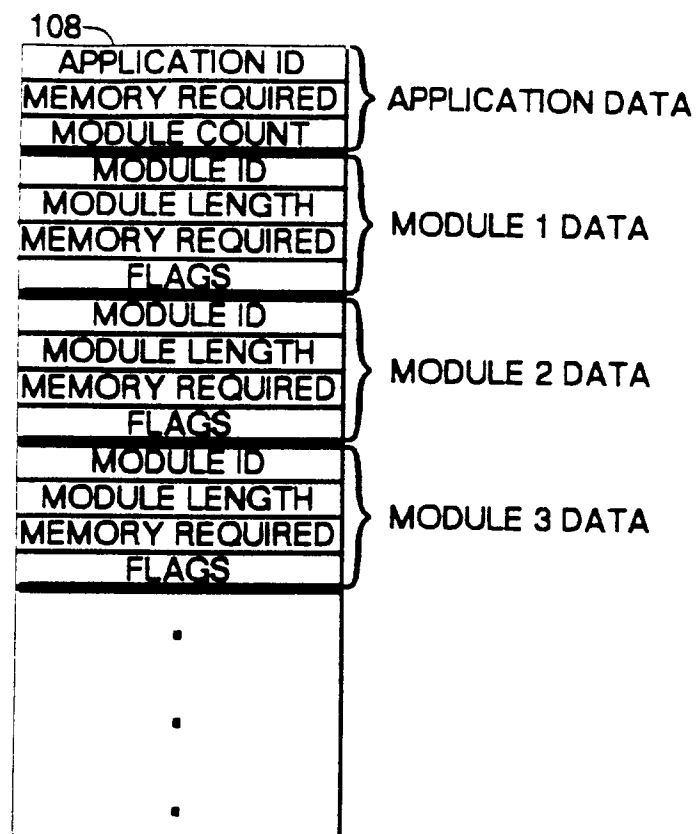 108
APPLICATION ID
MEMORY REQUIRED
MODULE COUNT
APPLICATION DATA
MODULE ID
MODULE LENGTH
MEMORY REQUIRED
FLAGS
MODULE 1 DATA
MODULE ID
MODULE LENGTH
MEMORY REQUIRED
FLAGS
MODULE 2 DATA
MODULE ID
MODULE LENGTH
MEMORY REQUIRED
FLAGS
MODULE 3 DATA